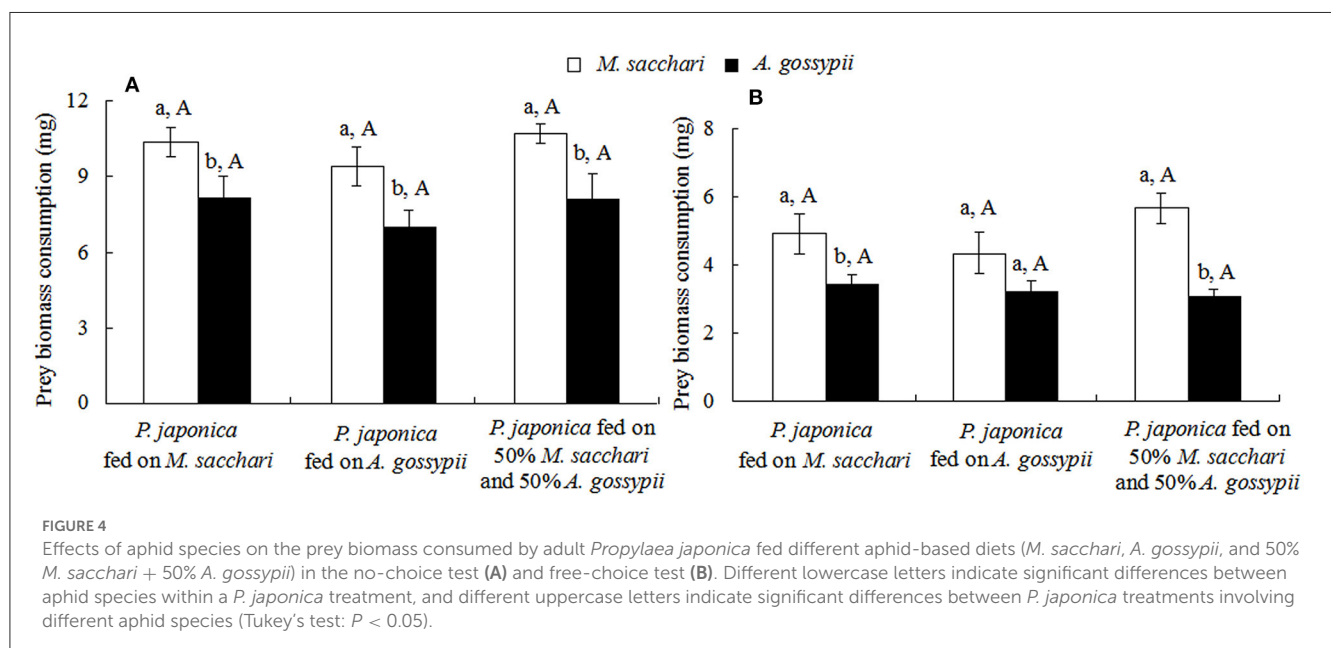 M. sacchari A. gossypii
A
12
9
6
3
0
Prey biomass consumption (mg)
a, A
b, A
a, A
b, A
a, A
b, A
P. japonica
fed on M. sacchari
P. japonica
fed on A. gossypii
P. japonica fed on
50% M. sacchari
and 50% A. gossypii
B
8
6
4
2
0
Prey biomass consumption (mg)
a, A
b, A
a, A
a, A
a, A
b, A
P. japonica
fed on M. sacchari
P. japonica
fed on A. gossypii
P. japonica fed on
50% M. sacchari
and 50% A. gossypii
FIGURE 4
Effects of aphid species on the prey biomass consumed by adult Propylaea japonica fed different aphid-based diets (M. sacchari, A. gossypii, and 50%
M. sacchari + 50% A. gossypii) in the no-choice test (A) and free-choice test (B). Different lowercase letters indicate significant differences between
aphid species within a P. japonica treatment, and different uppercase letters indicate significant differences between P. japonica treatments involving
different aphid species (Tukey's test: P < 0.05).